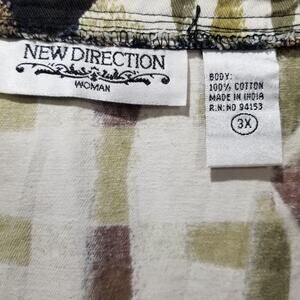 NEW DIRECTION
WOMAN
BODY:
100% COTTON
MADE IN INDIA
R.N: NO 94153
3X